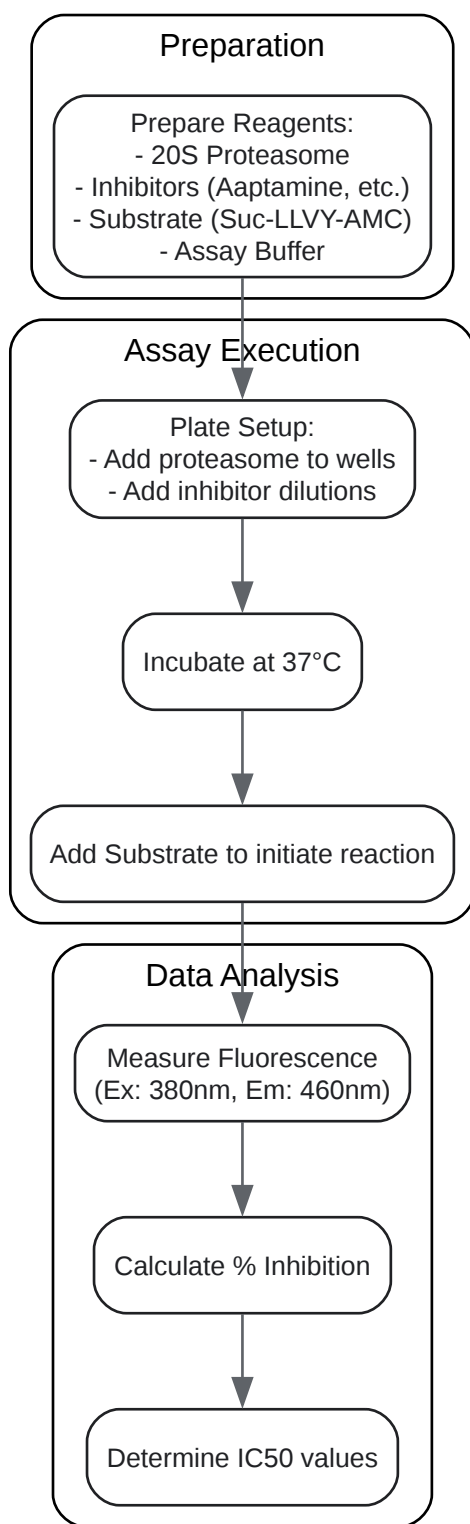 Preparation
Prepare Reagents:
- 20S Proteasome
- Inhibitors (Aaptamine, etc.)
- Substrate (Suc-LLVY-AMC)
- Assay Buffer
Assay Execution
Plate Setup:
- Add proteasome to wells
- Add inhibitor dilutions
Incubate at 37°C
Add Substrate to initiate reaction
Data Analysis
Measure Fluorescence
(Ex: 380nm, Em: 460nm)
Calculate % Inhibition
Determine IC50 values